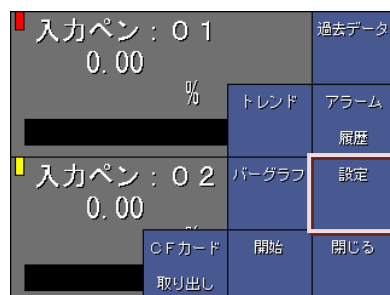 入力ペン：０１
0.00
%
過去データ
トレンド
アラーム
履歴
入力ペン：０２
0.00
バーグラフ
設定
ＣＦカード
取り出し
開始
閉じる